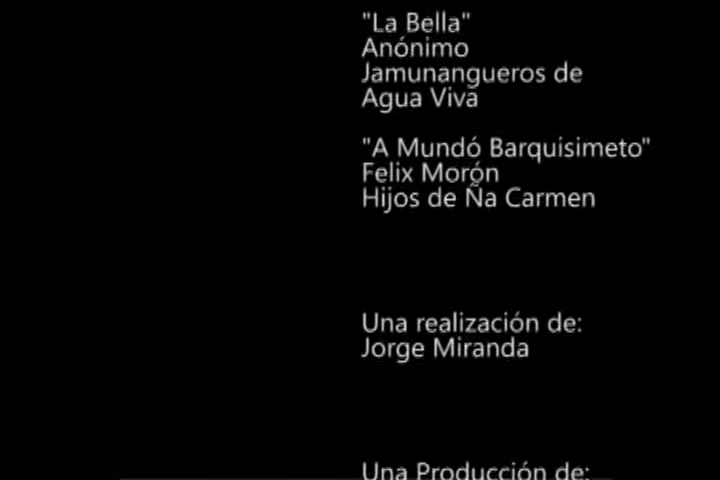 "La Bella"
Anónimo
Jamunangueros de
Agua Viva
"A Mundó Barquisimeto"
Felix Morón
Hijos de Ña Carmen
Una realización de:
Jorge Miranda
Una Producción de: